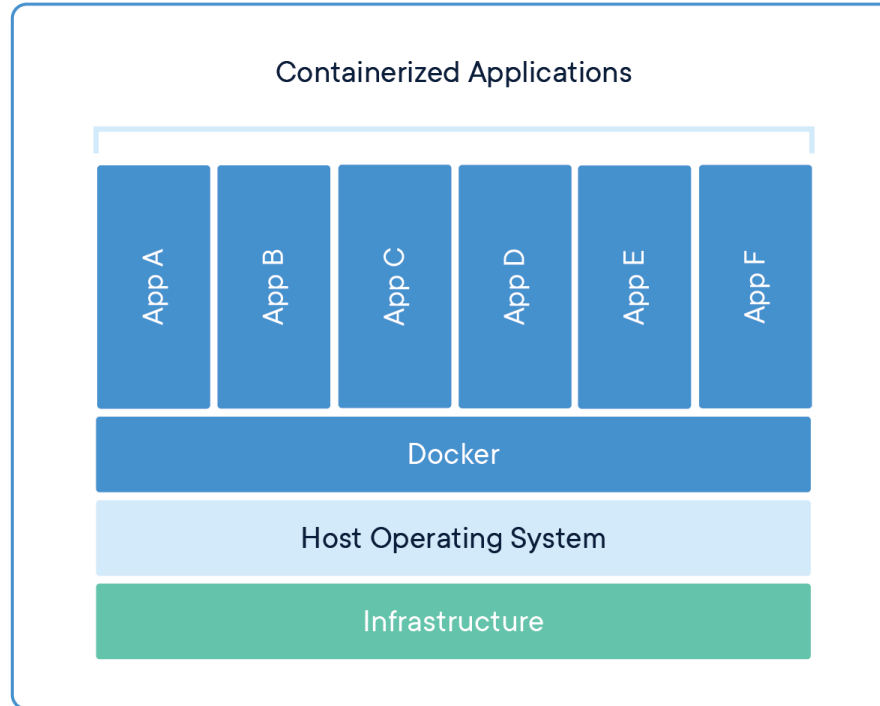 Containerized Applications
App A
App B
App C
App D
App E
App F
Docker
Host Operating System
Infrastructure